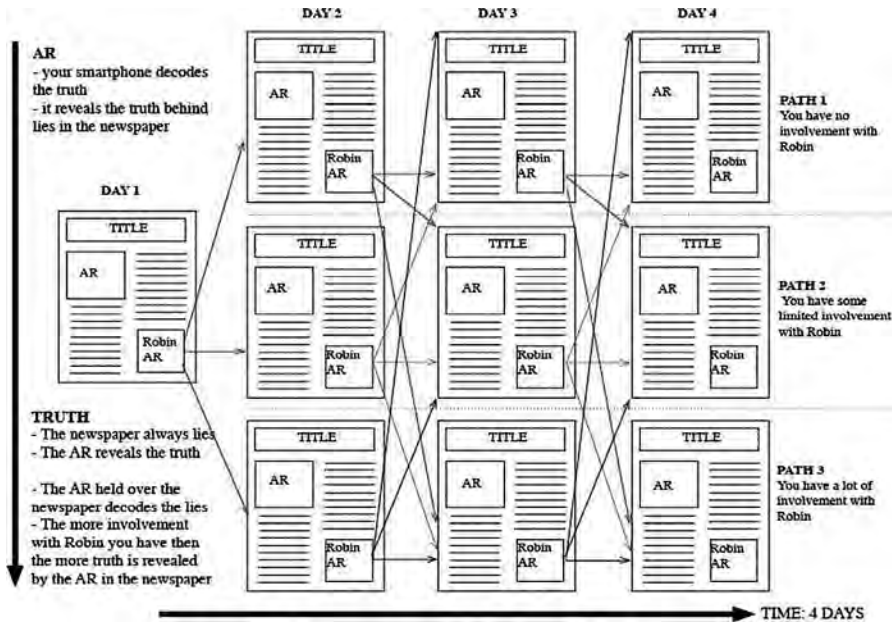 DAY 2
DAY 3
DAY 4
AR
- your smartphone decodes
the truth
- it reveals the truth behind
lies in the newspaper
TITLE
AR
Robin
AR
TITLE
AR
Robin
AR
TITLE
AR
Robin
AR
PATH 1
You have no
involvement with
Robin
DAY 1
TITLE
AR
Robin
AR
TITLE
AR
Robin
AR
TITLE
AR
Robin
AR
TITLE
AR
Robin
AR
PATH 2
You have some
limited involvement
with Robin
TRUTH
- The newspaper always lies
- The AR reveals the truth
- The AR held over the
newspaper decodes the lies
- The more involvement
with Robin you have then
the more truth is revealed
by the AR in the newspaper
TITLE
AR
Robin
AR
TITLE
AR
Robin
AR
TITLE
AR
Robin
AR
PATH 3
You have a lot of
involvement with
Robin
TIME: 4 DAYS